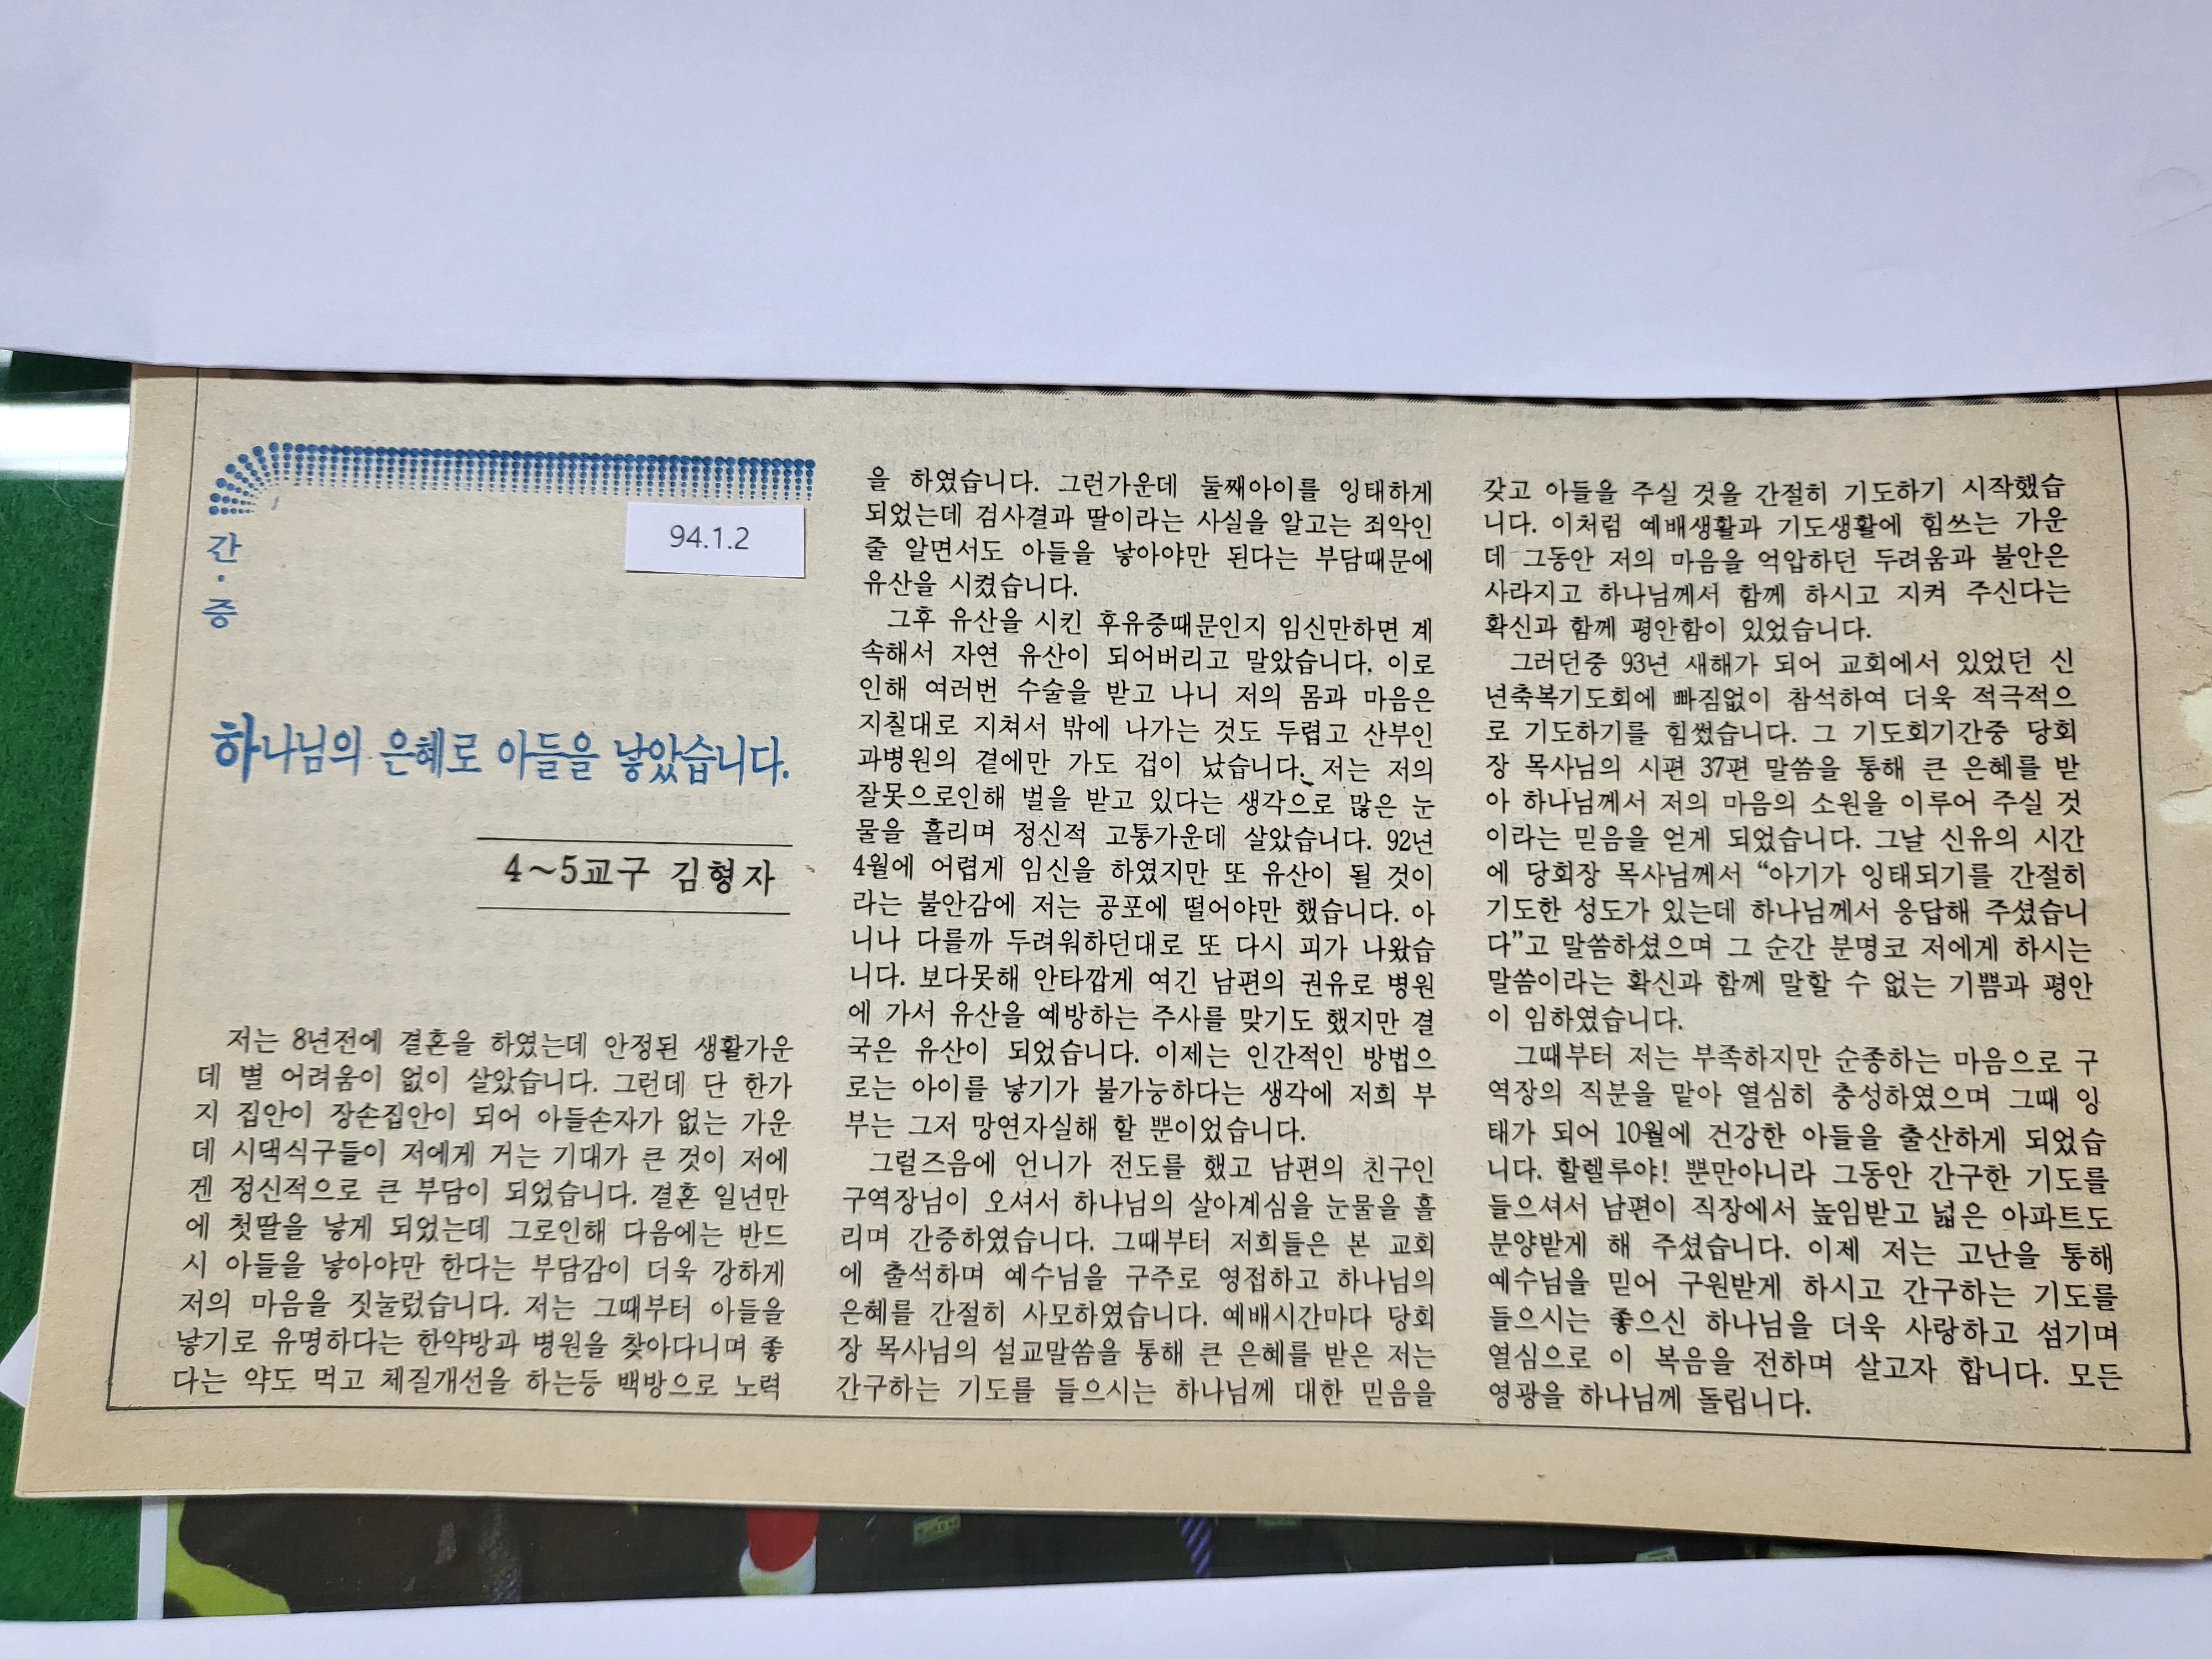 간·증
94.1.2
하나님의 은혜로 아들을 낳았습니다.
4~5교구 김형자
저는 8년전에 결혼을 하였는데 안정된 생활가운
데 별 어려움이 없이 살았습니다. 그런데 단 한가
지 집안이 장손집안이 되어 아들손자가 없는 가운
데 시댁식구들이 저에게 거는 기대가 큰 것이 저에
겐 정신적으로 큰 부담이 되었습니다. 결혼 일년만
에 첫딸을 낳게 되었는데 그로인해 다음에는 반드
시 아들을 낳아야만 한다는 부담감이 더욱 강하게
저의 마음을 짓눌렀습니다. 저는 그때부터 아들을
낳기로 유명하다는 한약방과 병원을 찾아다니며 좋
다는 약도 먹고 체질개선을 하는등 백방으로 노력
을 하였습니다. 그런가운데 둘째아이를 잉태하게
되었는데 검사결과 딸이라는 사실을 알고는 죄악인
줄 알면서도 아들을 낳아야만 된다는 부담때문에
유산을 시켰습니다.
그후 유산을 시킨 후유증때문인지 임신만하면 계
속해서 자연 유산이 되어버리고 말았습니다. 이로
인해 여러번 수술을 받고 나니 저의 몸과 마음은
지칠대로 지쳐서 밖에 나가는 것도 두렵고 산부인
과병원의 곁에만 가도 겁이 났습니다. 저는 저의
잘못으로인해 벌을 받고 있다는 생각으로 많은 눈
물을 흘리며 정신적 고통가운데 살았습니다. 92년
4월에 어렵게 임신을 하였지만 또 유산이 될 것이
라는 불안감에 저는 공포에 떨어야만 했습니다. 아
니나 다를까 두려워하던대로 또 다시 피가 나왔습
니다. 보다못해 안타깝게 여긴 남편의 권유로 병원
에 가서 유산을 예방하는 주사를 맞기도 했지만 결
국은 유산이 되었습니다. 이제는 인간적인 방법으
로는 아이를 낳기가 불가능하다는 생각에 저희 부
부는 그저 망연자실해 할 뿐이었습니다.
그럴즈음에 언니가 전도를 했고 남편의 친구인
구역장님이 오셔서 하나님의 살아계심을 눈물을 흘
리며 간증하였습니다. 그때부터 저희들은 본 교회
에 출석하며 예수님을 구주로 영접하고 하나님의
은혜를 간절히 사모하였습니다. 예배시간마다 당회
장 목사님의 설교말씀을 통해 큰 은혜를 받은 저는
간구하는 기도를 들으시는 하나님께 대한 믿음을
갖고 아들을 주실 것을 간절히 기도하기 시작했습
니다. 이처럼 예배생활과 기도생활에 힘쓰는 가운
데 그동안 저의 마음을 억압하던 두려움과 불안은
사라지고 하나님께서 함께 하시고 지켜 주신다는
확신과 함께 평안함이 있었습니다.
그러던중 93년 새해가 되어 교회에서 있었던 신
년축복기도회에 빠짐없이 참석하여 더욱 적극적으
로 기도하기를 힘썼습니다. 그 기도회기간중 당회
장 목사님의 시편 37편 말씀을 통해 큰 은혜를 받
아 하나님께서 저의 마음의 소원을 이루어 주실 것
이라는 믿음을 얻게 되었습니다. 그날 신유의 시간
에 당회장 목사님께서 “아기가 잉태되기를 간절히
기도한 성도가 있는데 하나님께서 응답해 주셨습니
다”고 말씀하셨으며 그 순간 분명코 저에게 하시는
말씀이라는 확신과 함께 말할 수 없는 기쁨과 평안
이 임하였습니다.
그때부터 저는 부족하지만 순종하는 마음으로 구
역장의 직분을 맡아 열심히 충성하였으며 그때 잉
태가 되어 10월에 건강한 아들을 출산하게 되었습
니다. 할렐루야! 뿐만아니라 그동안 간구한 기도를
들으셔서 남편이 직장에서 높임받고 넓은 아파트도
분양받게 해 주셨습니다. 이제 저는 고난을 통해
예수님을 믿어 구원받게 하시고 간구하는 기도를
들으시는 좋으신 하나님을 더욱 사랑하고 섬기며
열심으로 이 복음을 전하며 살고자 합니다. 모든
영광을 하나님께 돌립니다.